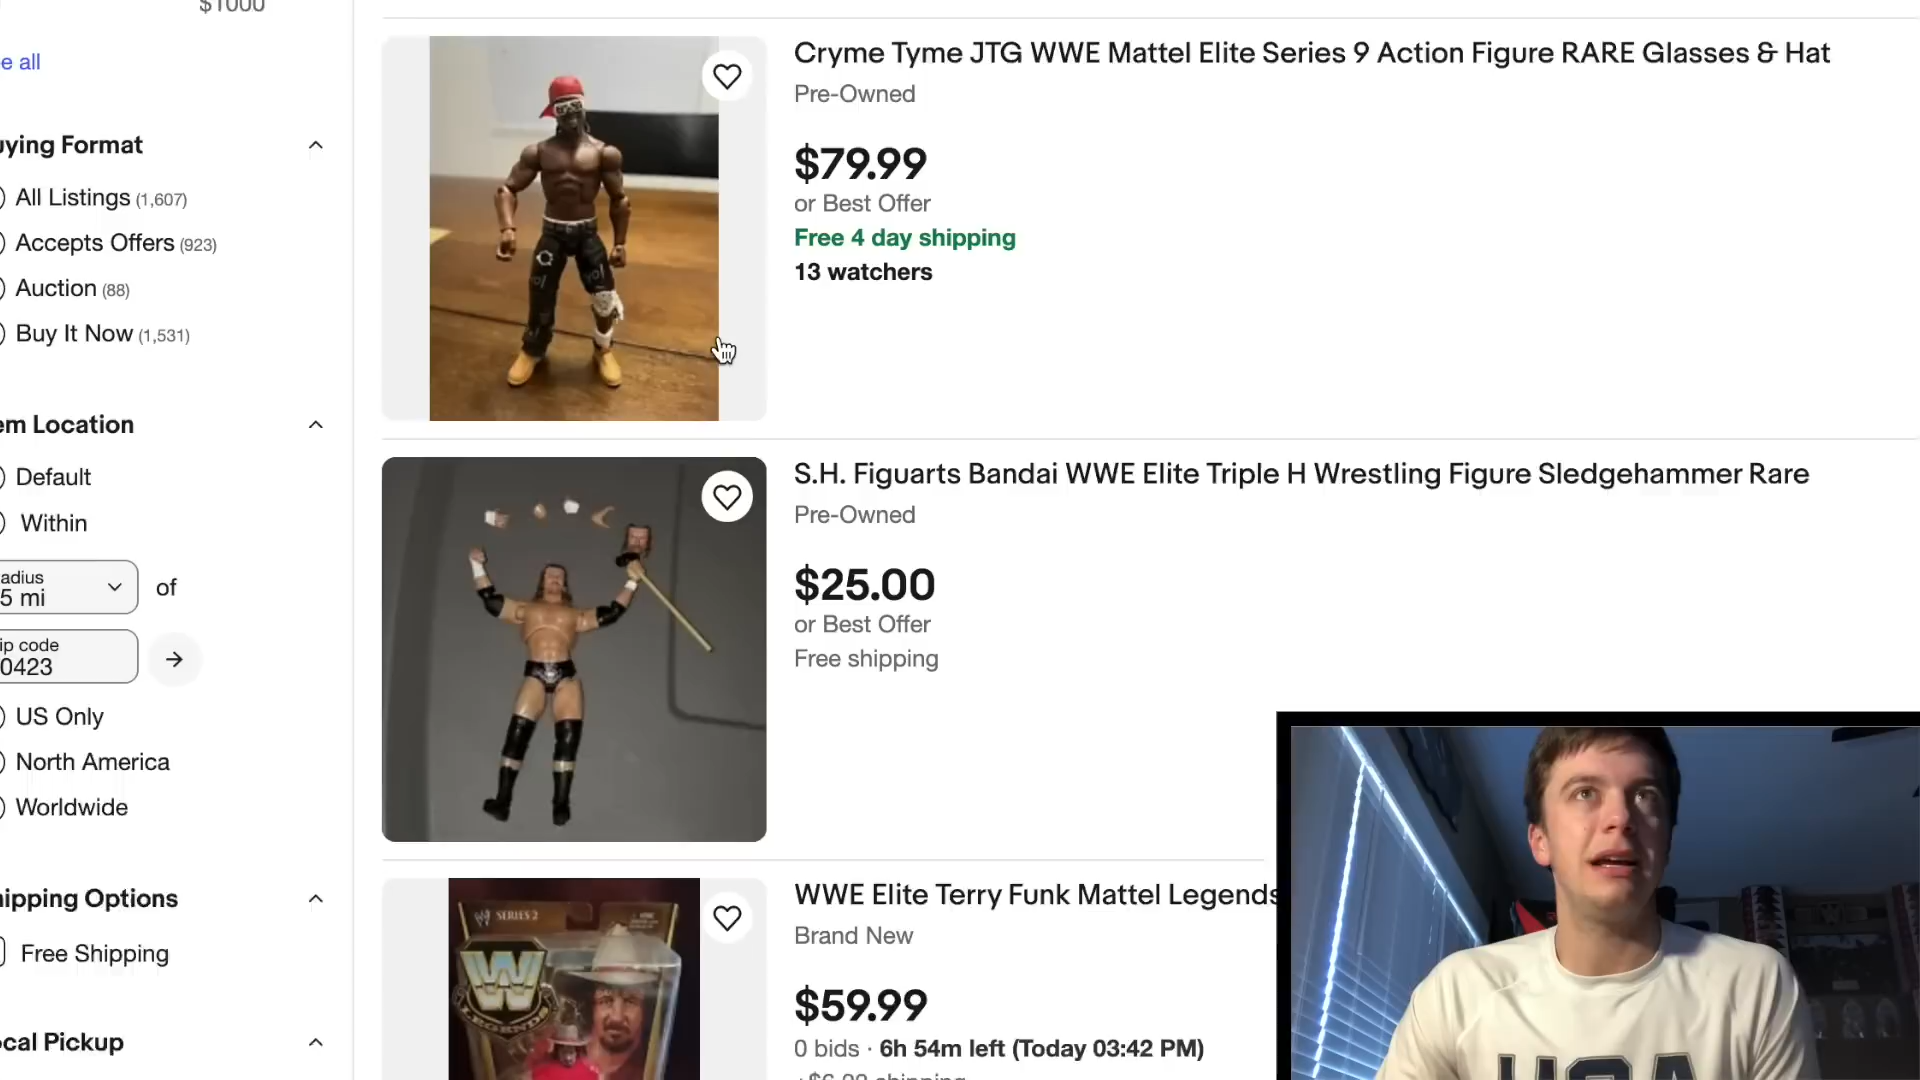 $1000
e all
uying Format
All Listings (1,607)
Accepts Offers (923)
Auction (88)
Buy It Now (1,531)
em Location
Default
Within
adius
5 mi
of
ip code
0423
US Only
North America
Worldwide
hipping Options
Free Shipping
ocal Pickup
Cryme Tyme JTG WWE Mattel Elite Series 9 Action Figure RARE Glasses & Hat
Pre-Owned
$79.99
or Best Offer
Free 4 day shipping
13 watchers
S.H. Figuarts Bandai WWE Elite Triple H Wrestling Figure Sledgehammer Rare
Pre-Owned
$25.00
or Best Offer
Free shipping
WWE Elite Terry Funk Mattel Legends
Brand New
$59.99
0 bids · 6h 54m left (Today 03:42 PM)
shipping
SERIES 2
LEGENDS
USA